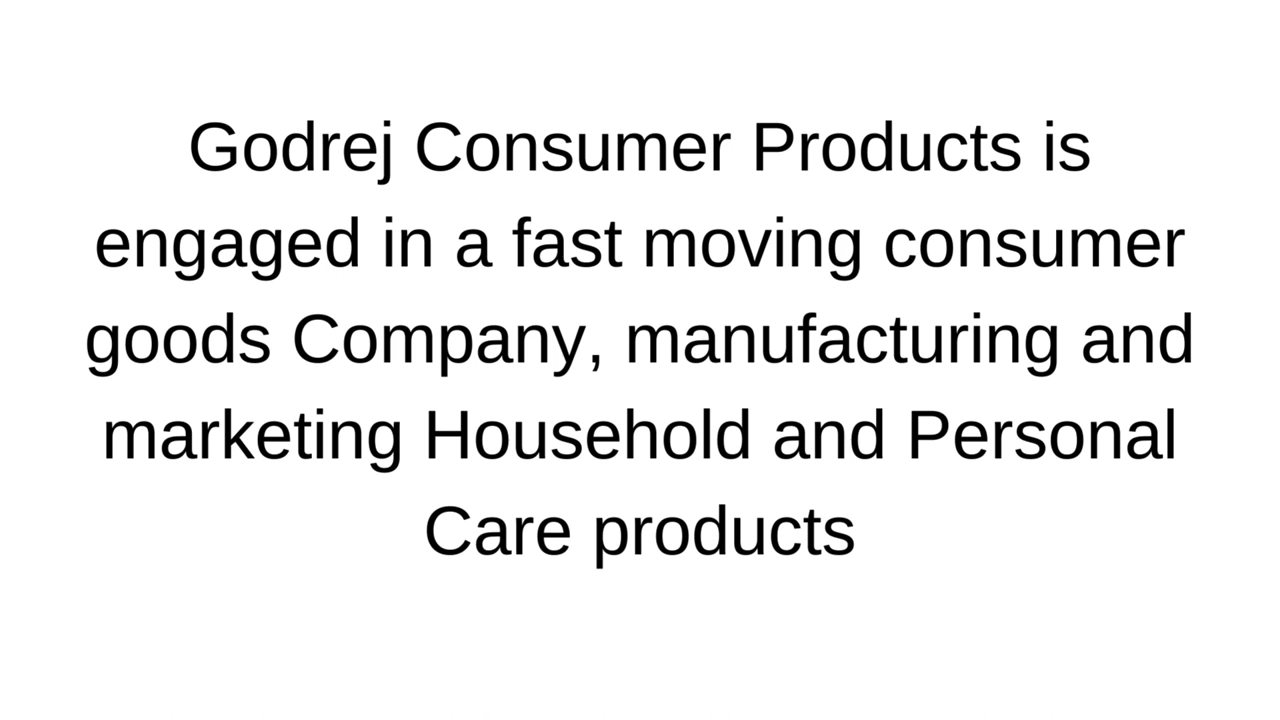 Godrej Consumer Products is
engaged in a fast moving consumer
goods Company, manufacturing and
marketing Household and Personal
Care products